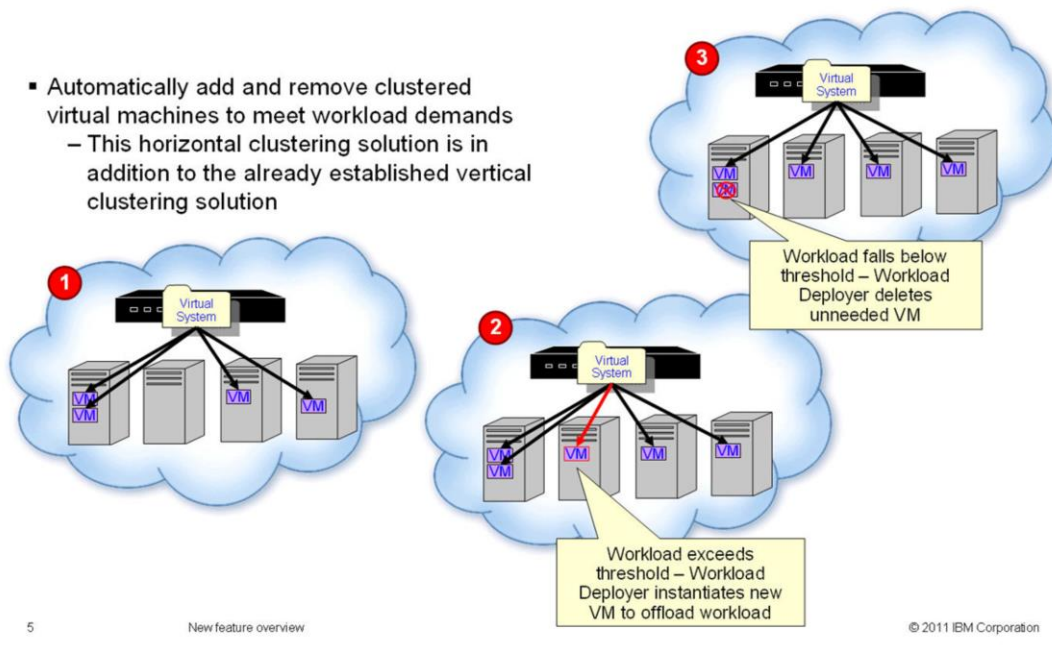 ▪ Automatically add and remove clustered
virtual machines to meet workload demands
– This horizontal clustering solution is in
addition to the already established vertical
clustering solution
1
Virtual
System
VM
VM
VM
VM
2
Virtual
System
VM
VM
VM
VM
VM
Workload exceeds
threshold – Workload
Deployer instantiates new
VM to offload workload
3
Virtual
System
VM
VM
VM
VM
VM
Workload falls below
threshold – Workload
Deployer deletes
unneeded VM
5
New feature overview
© 2011 IBM Corporation